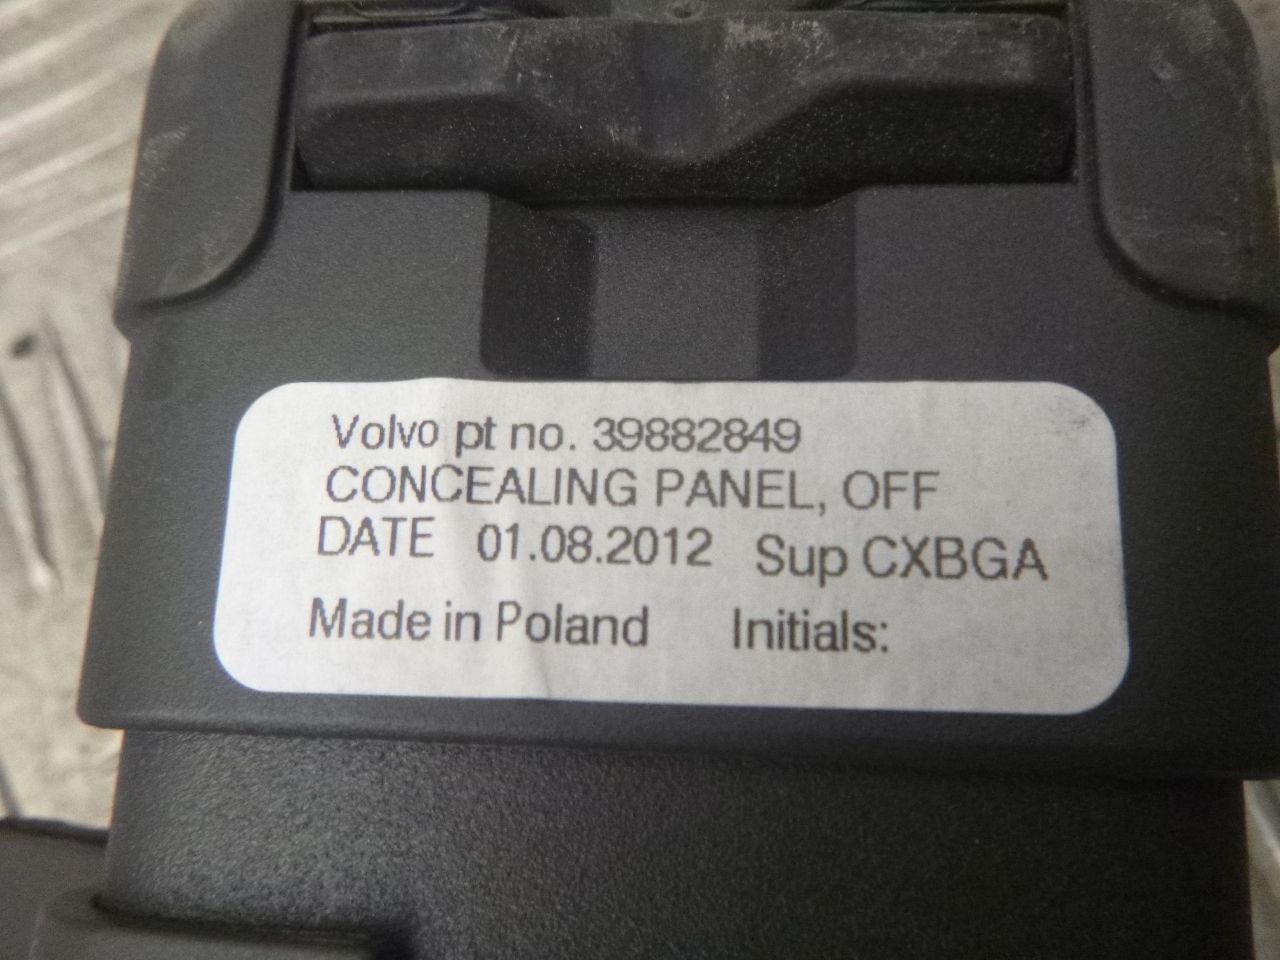 Volvo pt no. 39882849
CONCEALING PANEL, OFF
DATE 01.08.2012 Sup CXBGA
Made in Poland Initials: